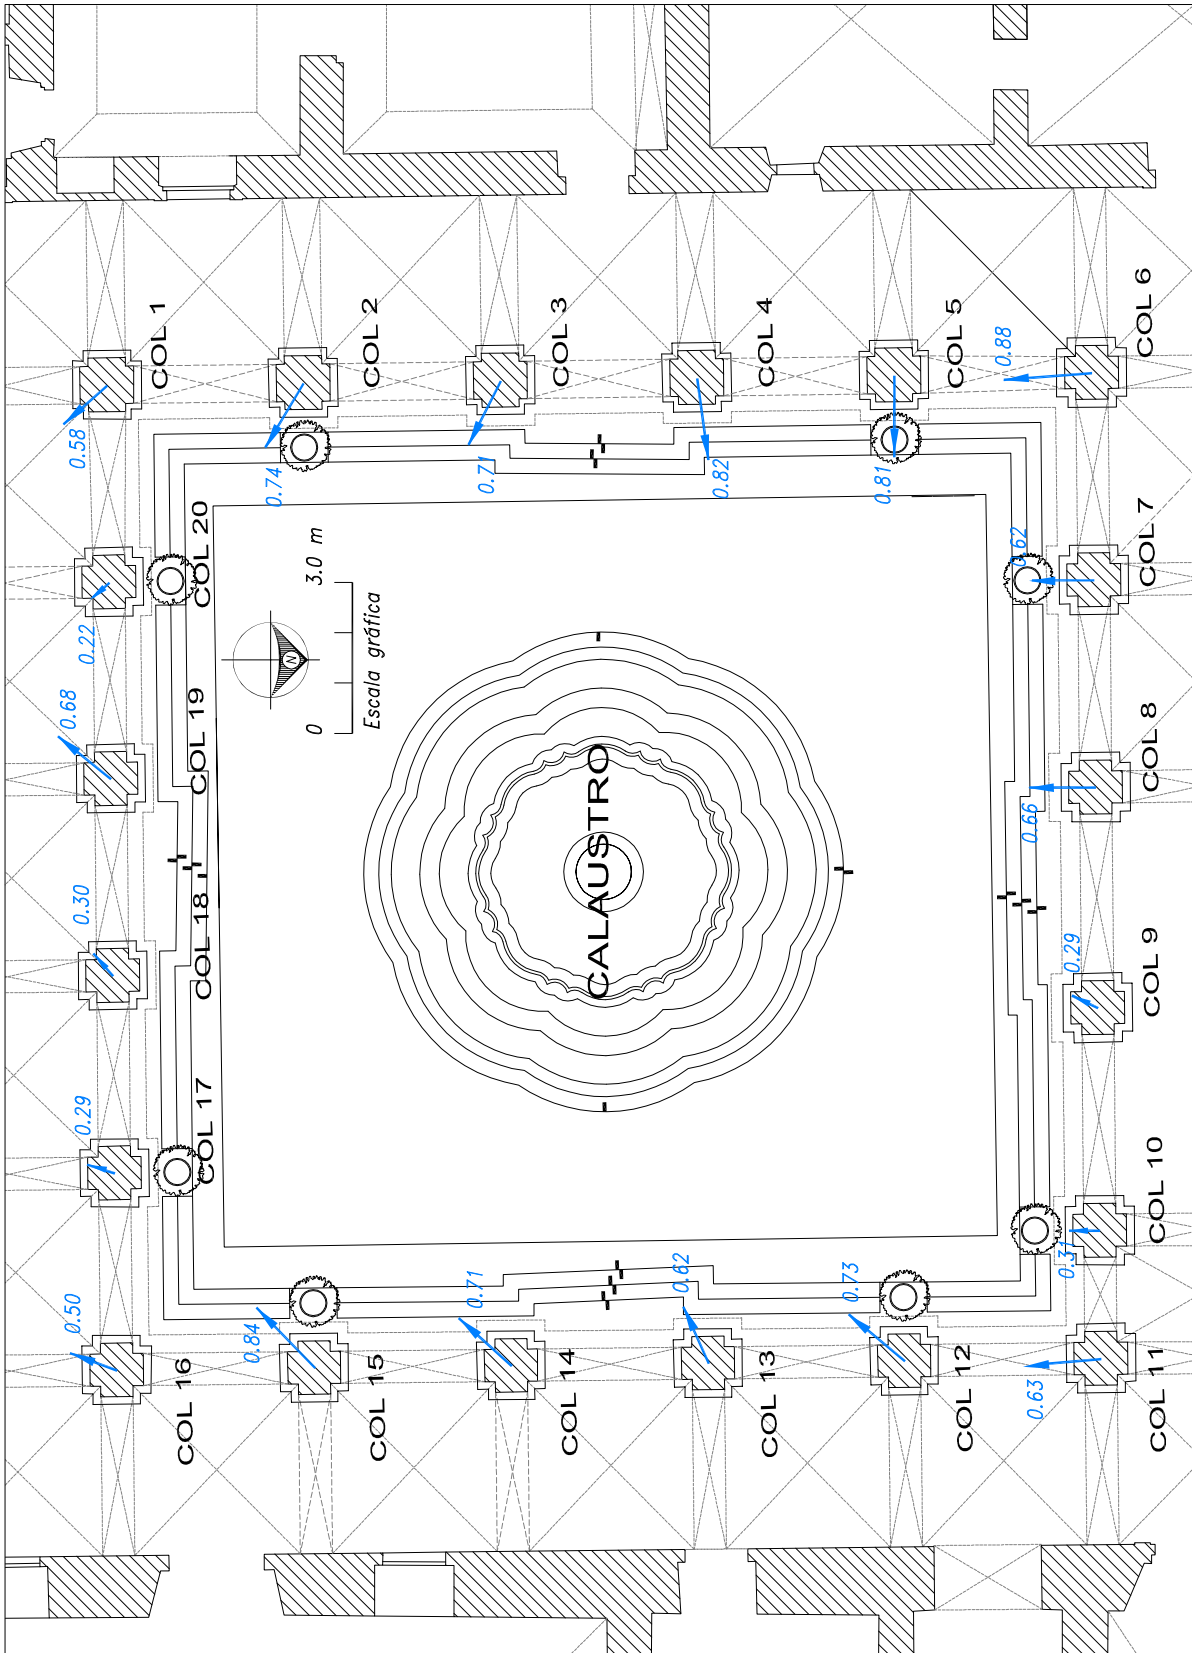 COL 1
COL 2
COL 3
COL 4
COL 5
COL 6
0.58
0.74
0.71
0.82
0.81
0.88
COL 20
COL 7
0.22
0.62
3.0 m
0
Escala gráfica
N
COL 19
COL 8
0.68
0.66
CALAUSTRO
COL 18
COL 9
0.30
0.29
COL 17
COL 10
0.29
0.31
0.50
0.84
0.71
0.62
0.73
0.63
COL 16
COL 15
COL 14
COL 13
COL 12
COL 11